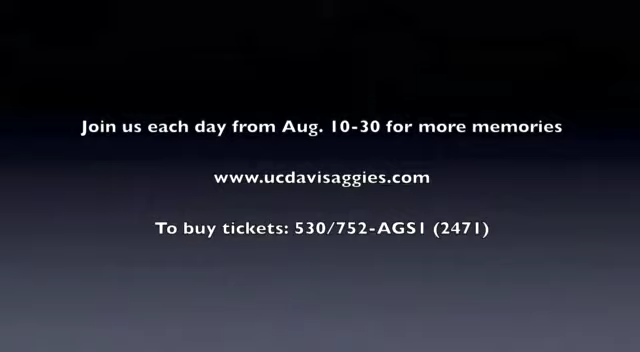 Join us each day from Aug. 10-30 for more memories
www.ucdavisaggies.com
To buy tickets: 530/752-AGS1 (2471)